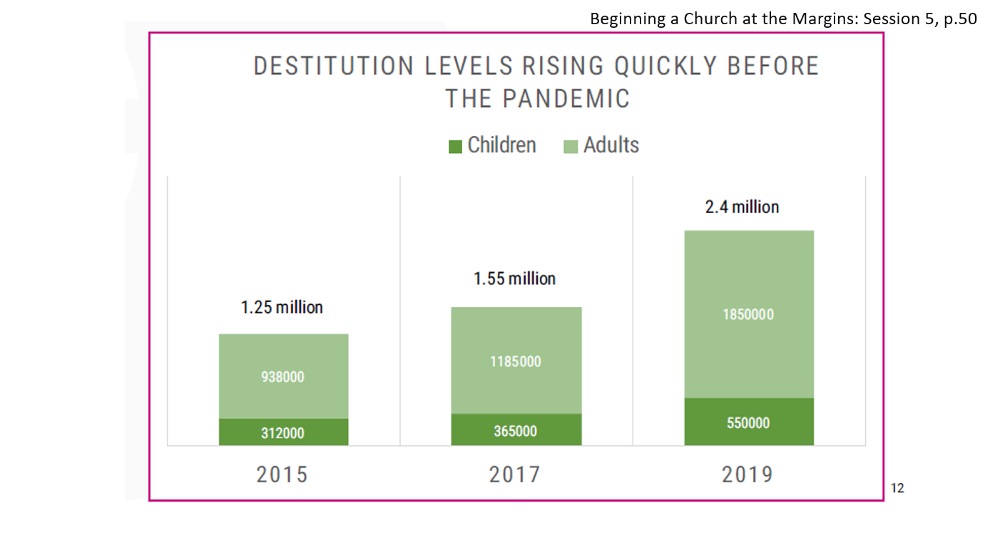 Beginning a Church at the Margins: Session 5, p.50
DESTITUTION LEVELS RISING QUICKLY BEFORE
THE PANDEMIC
Children Adults
1.25 million
938000
312000
2015
1.55 million
1185000
365000
2017
2.4 million
1850000
550000
2019
12